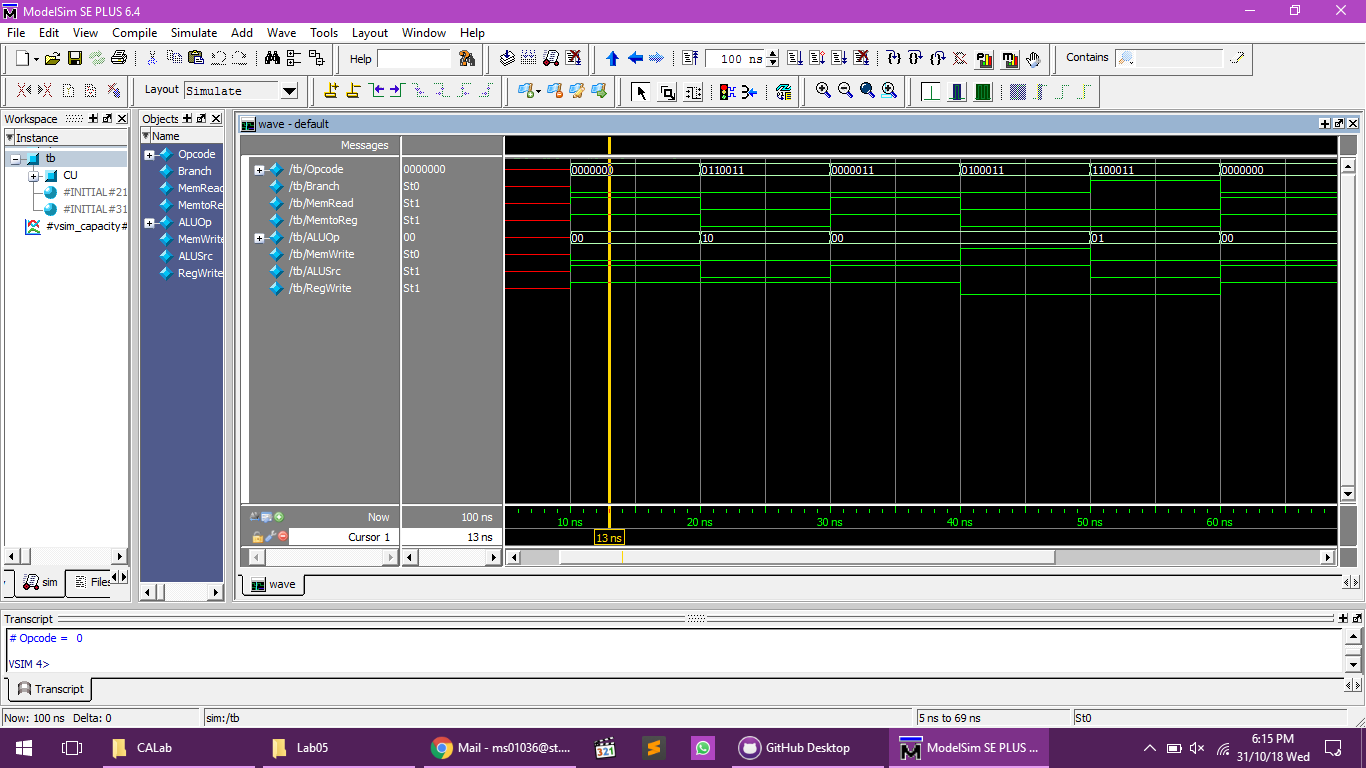 ModelSim SE PLUS 6.4
File Edit View Compile Simulate Add Wave Tools Layout Window Help
Help 100 ns Contains
Layout Simulate
Workspace
Instance
tb
CU
#INITIAL#21
#INITIAL#31
#vsim_capacity#
sim Files
Objects
Name
Opcode
Branch
MemRead
MemtoRe
ALUOp
MemWrite
ALUSrc
RegWrite
wave - default
Messages
/tb/Opcode 0000000 0000000 0110011 0000011 0100011 1100011 0000000
/tb/Branch St0
/tb/MemRead St1
/tb/MemtoReg St1
/tb/ALUOp 00 00 10 00 01 00
/tb/MemWrite St0
/tb/ALUSrc St1
/tb/RegWrite St1
Now 100 ns 10 ns 20 ns 30 ns 40 ns 50 ns 60 ns
Cursor 1 13 ns 13 ns
wave
Transcript
# Opcode = 0
VSIM 4>
Transcript
Now: 100 ns Delta: 0 sim:/tb 5 ns to 69 ns St0
CALab Lab05 Mail - ms01036@st.... 321 GitHub Desktop ModelSim SE PLUS ... 6:15 PM
31/10/18 Wed